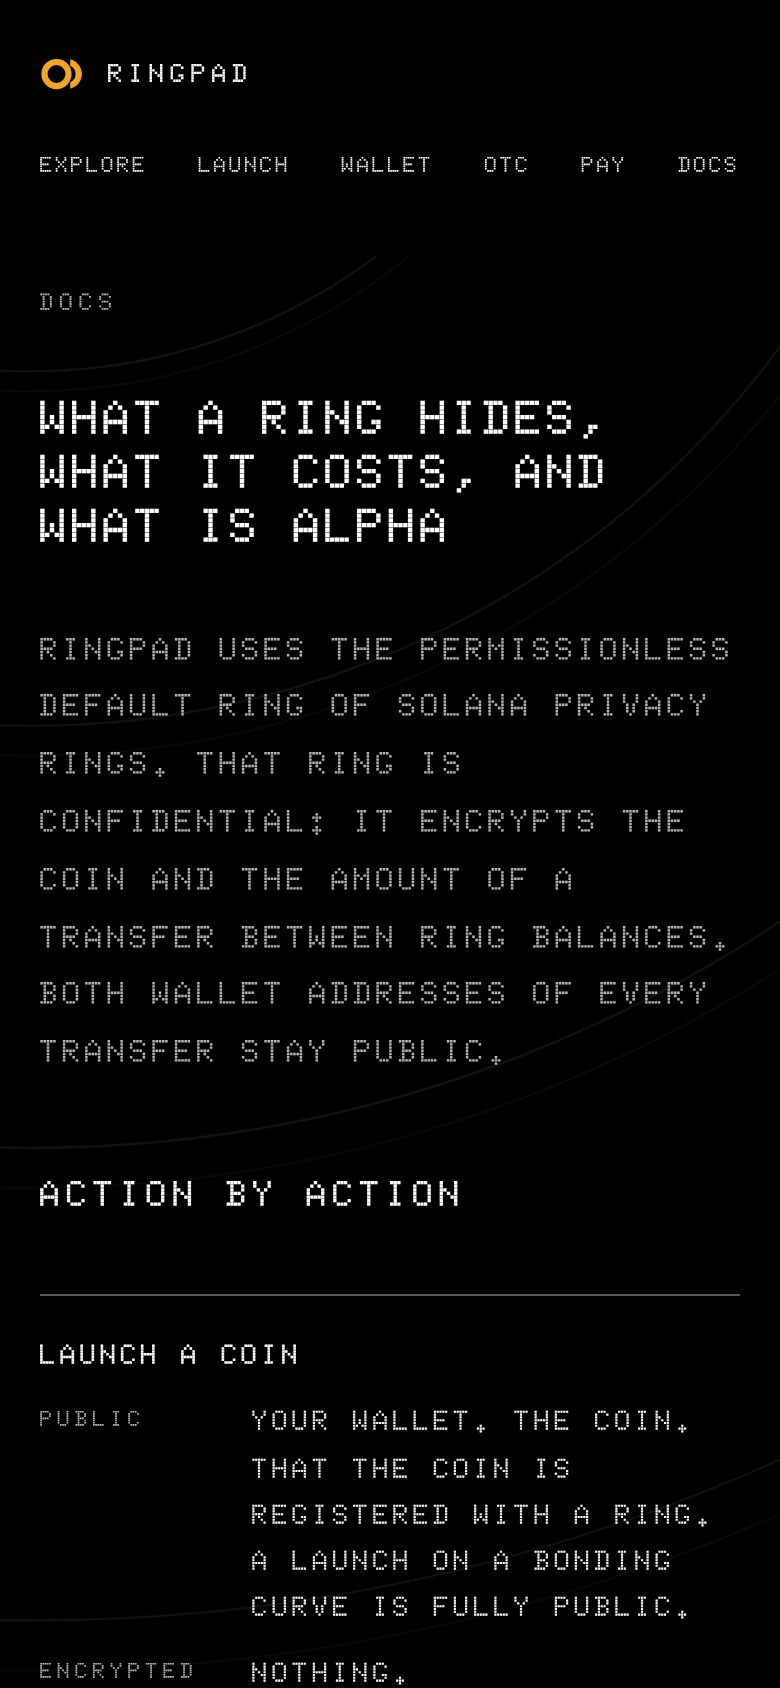 RINGPAD
EXPLORE LAUNCH WALLET OTC PAY DOCS
DOCS
WHAT A RING HIDES,
WHAT IT COSTS, AND
WHAT IS ALPHA
RINGPAD USES THE PERMISSIONLESS
DEFAULT RING OF SOLANA PRIVACY
RINGS. THAT RING IS
CONFIDENTIAL: IT ENCRYPTS THE
COIN AND THE AMOUNT OF A
TRANSFER BETWEEN RING BALANCES.
BOTH WALLET ADDRESSES OF EVERY
TRANSFER STAY PUBLIC.
ACTION BY ACTION
LAUNCH A COIN
PUBLIC YOUR WALLET. THE COIN.
THAT THE COIN IS
REGISTERED WITH A RING.
A LAUNCH ON A BONDING
CURVE IS FULLY PUBLIC.
ENCRYPTED NOTHING.